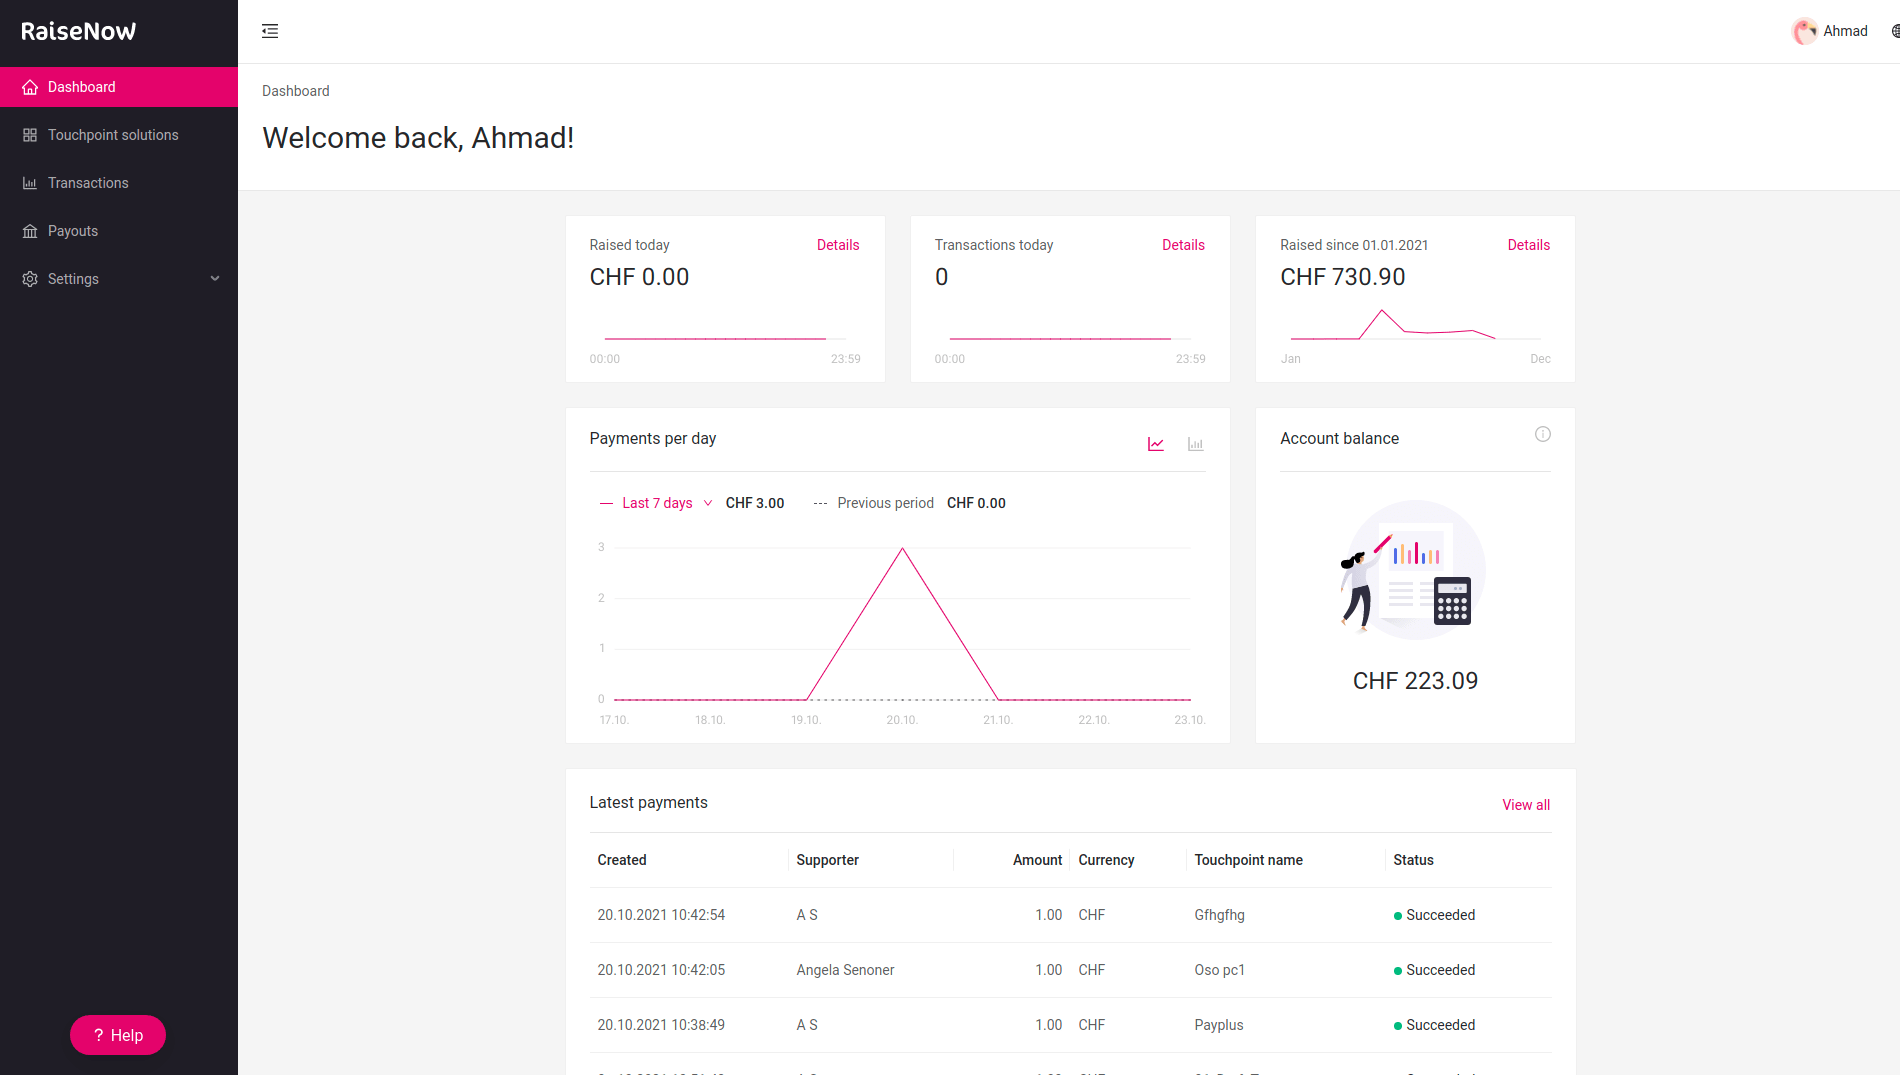 RaiseNow
Dashboard
Touchpoint solutions
Transactions
Payouts
Settings
? Help
Ahmad
Dashboard
Welcome back, Ahmad!
Raised today Details
CHF 0.00
00:00 23:59
Transactions today Details
0
00:00 23:59
Raised since 01.01.2021 Details
CHF 730.90
Jan Dec
Payments per day
Last 7 days CHF 3.00 Previous period CHF 0.00
3
2
1
0
17.10. 18.10. 19.10. 20.10. 21.10. 22.10. 23.10.
Account balance
CHF 223.09
Latest payments View all
Created Supporter Amount Currency Touchpoint name Status
20.10.2021 10:42:54 A S 1.00 CHF Gfhgfhg Succeeded
20.10.2021 10:42:05 Angela Senoner 1.00 CHF Oso pc1 Succeeded
20.10.2021 10:38:49 A S 1.00 CHF Payplus Succeeded